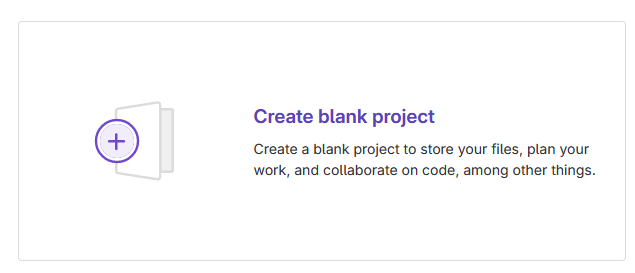 Create blank project
Create a blank project to store your files, plan your
work, and collaborate on code, among other things.